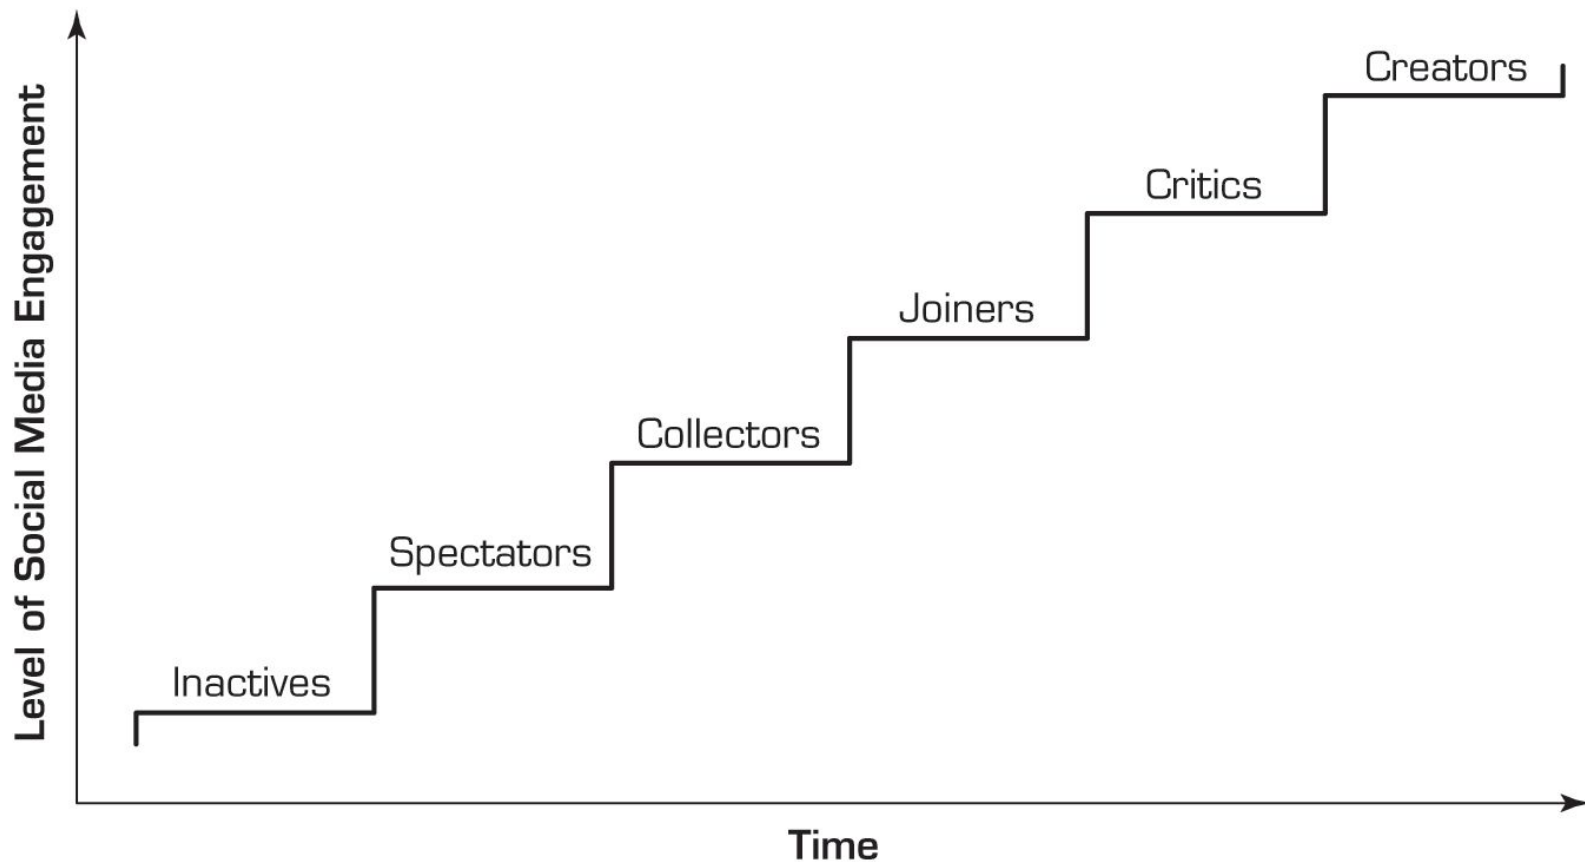 Creators
Critics
Joiners
Collectors
Spectators
Inactives
Level of Social Media Engagement
Time